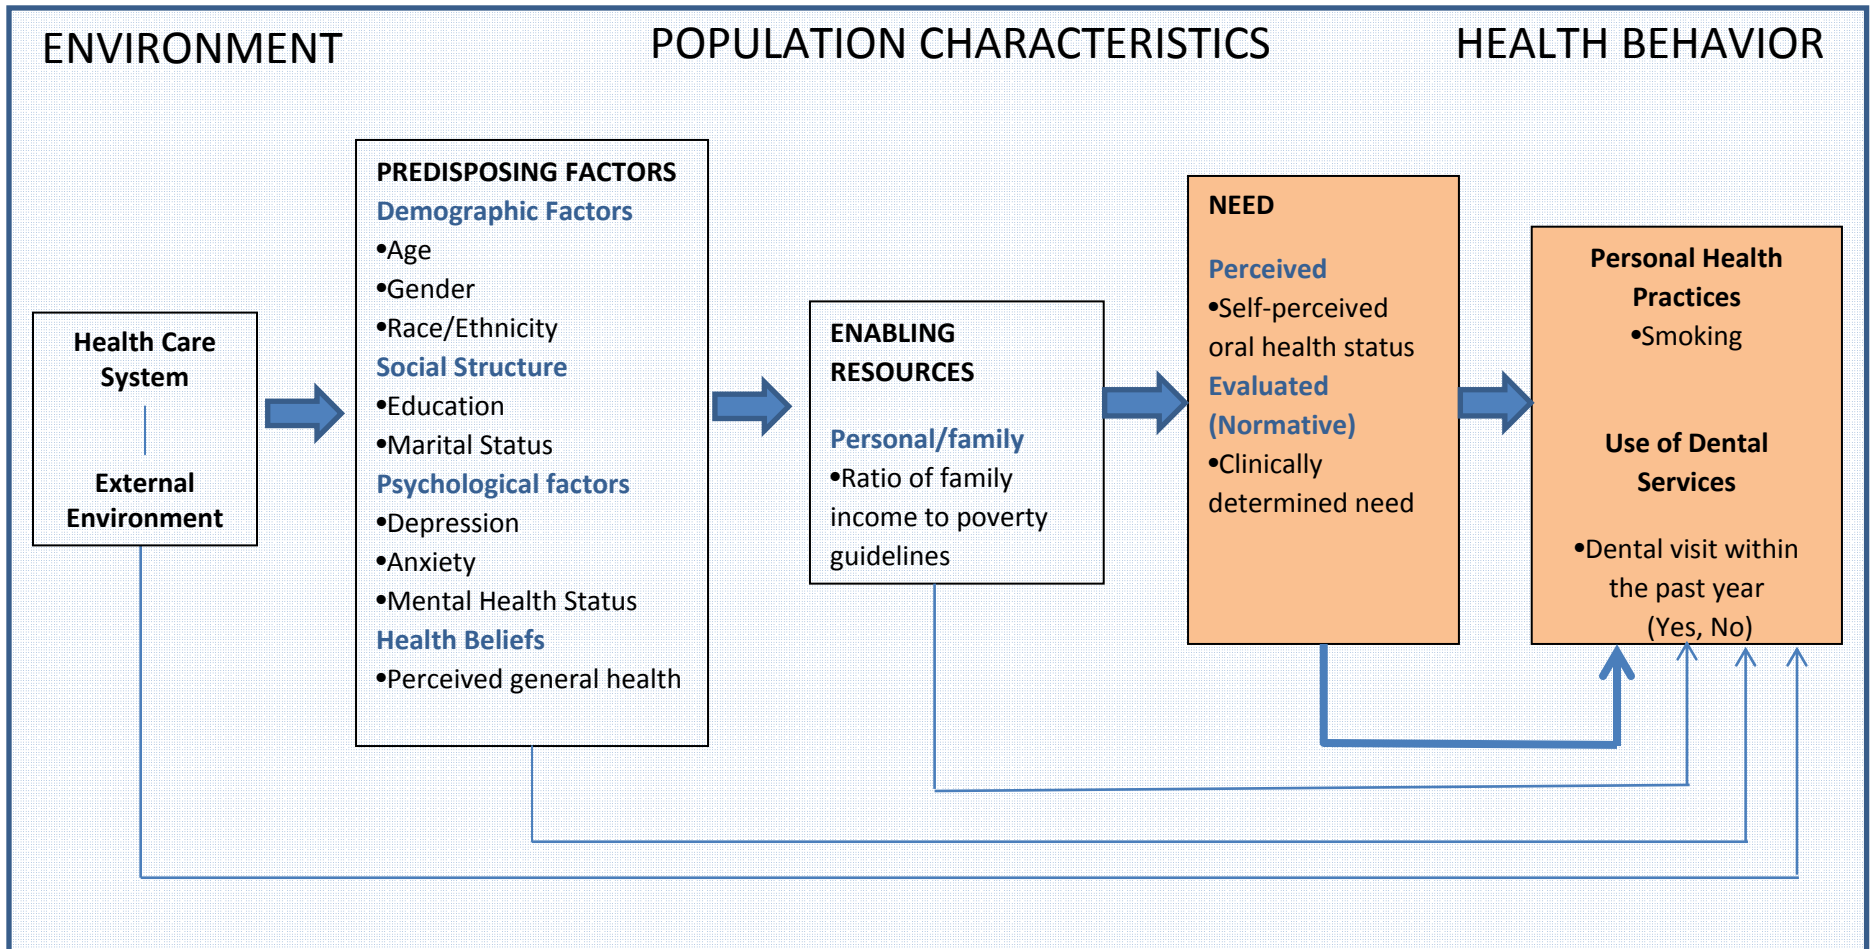 ENVIRONMENT
POPULATION CHARACTERISTICS
HEALTH BEHAVIOR
Health Care
System
External
Environment
PREDISPOSING FACTORS
Demographic Factors
•Age
•Gender
•Race/Ethnicity
Social Structure
•Education
•Marital Status
Psychological factors
•Depression
•Anxiety
•Mental Health Status
Health Beliefs
•Perceived general health
ENABLING
RESOURCES
Personal/family
•Ratio of family
income to poverty
guidelines
NEED
Perceived
•Self-perceived
oral health status
Evaluated
(Normative)
•Clinically
determined need
Personal Health
Practices
•Smoking
Use of Dental
Services
•Dental visit within
the past year
(Yes, No)